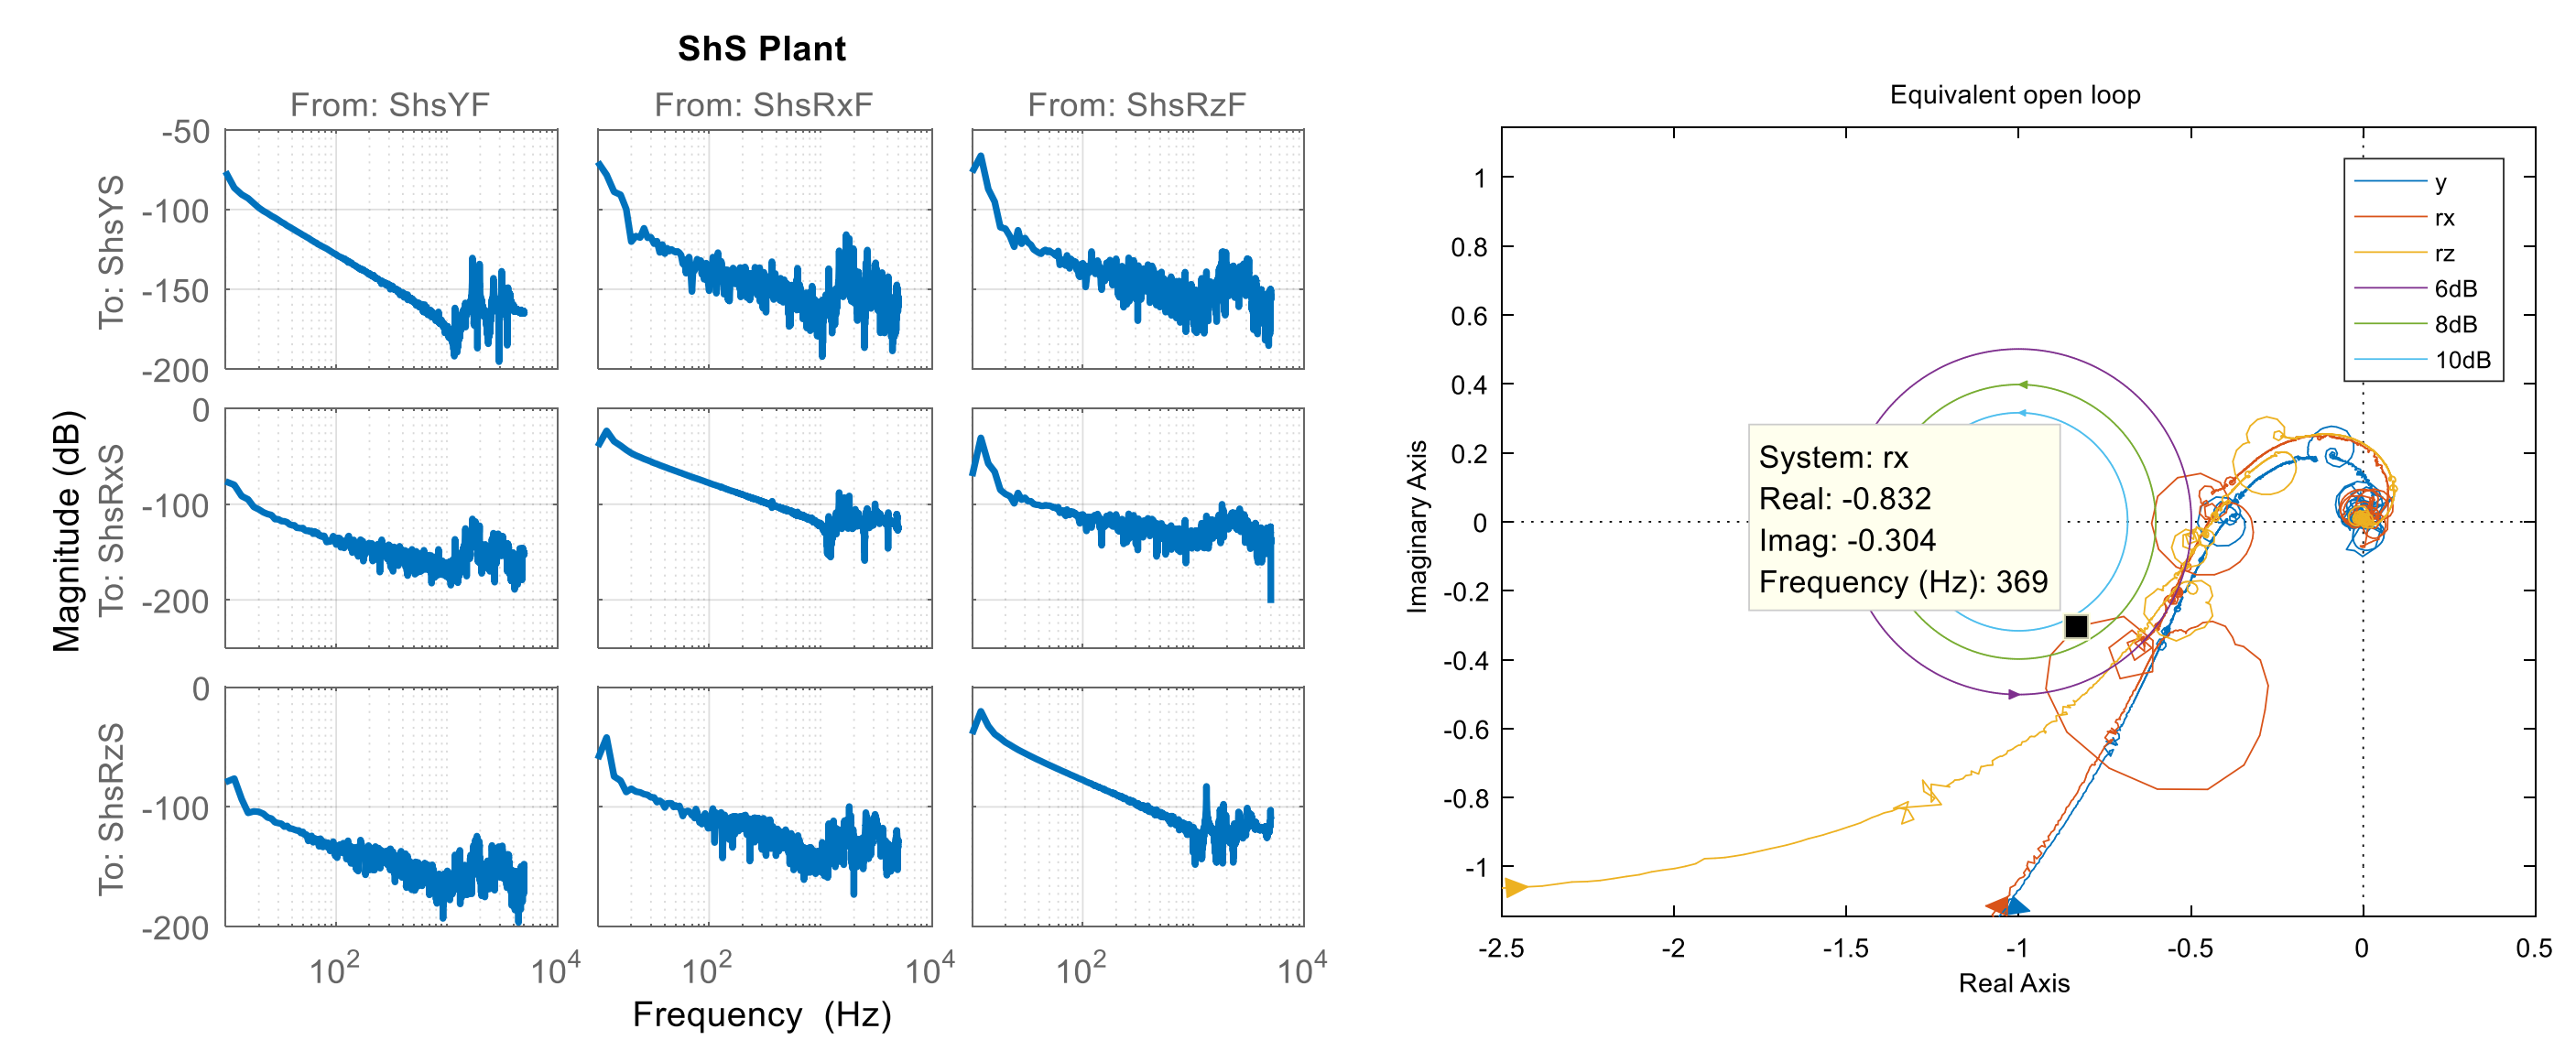 ShS Plant
From: ShsYF
From: ShsRxF
From: ShsRzF
Magnitude (dB)
To: ShsYS
-50
-100
-150
-200
To: ShsRxS
0
-100
-200
To: ShsRzS
0
-100
-200
10^2
10^4
10^2
10^4
10^2
10^4
Frequency (Hz)
Equivalent open loop
Imaginary Axis
1
0.8
0.6
0.4
0.2
0
-0.2
-0.4
-0.6
-0.8
-1
y
rx
rz
6dB
8dB
10dB
System: rx
Real: -0.832
Imag: -0.304
Frequency (Hz): 369
-2.5
-2
-1.5
-1
-0.5
0
0.5
Real Axis